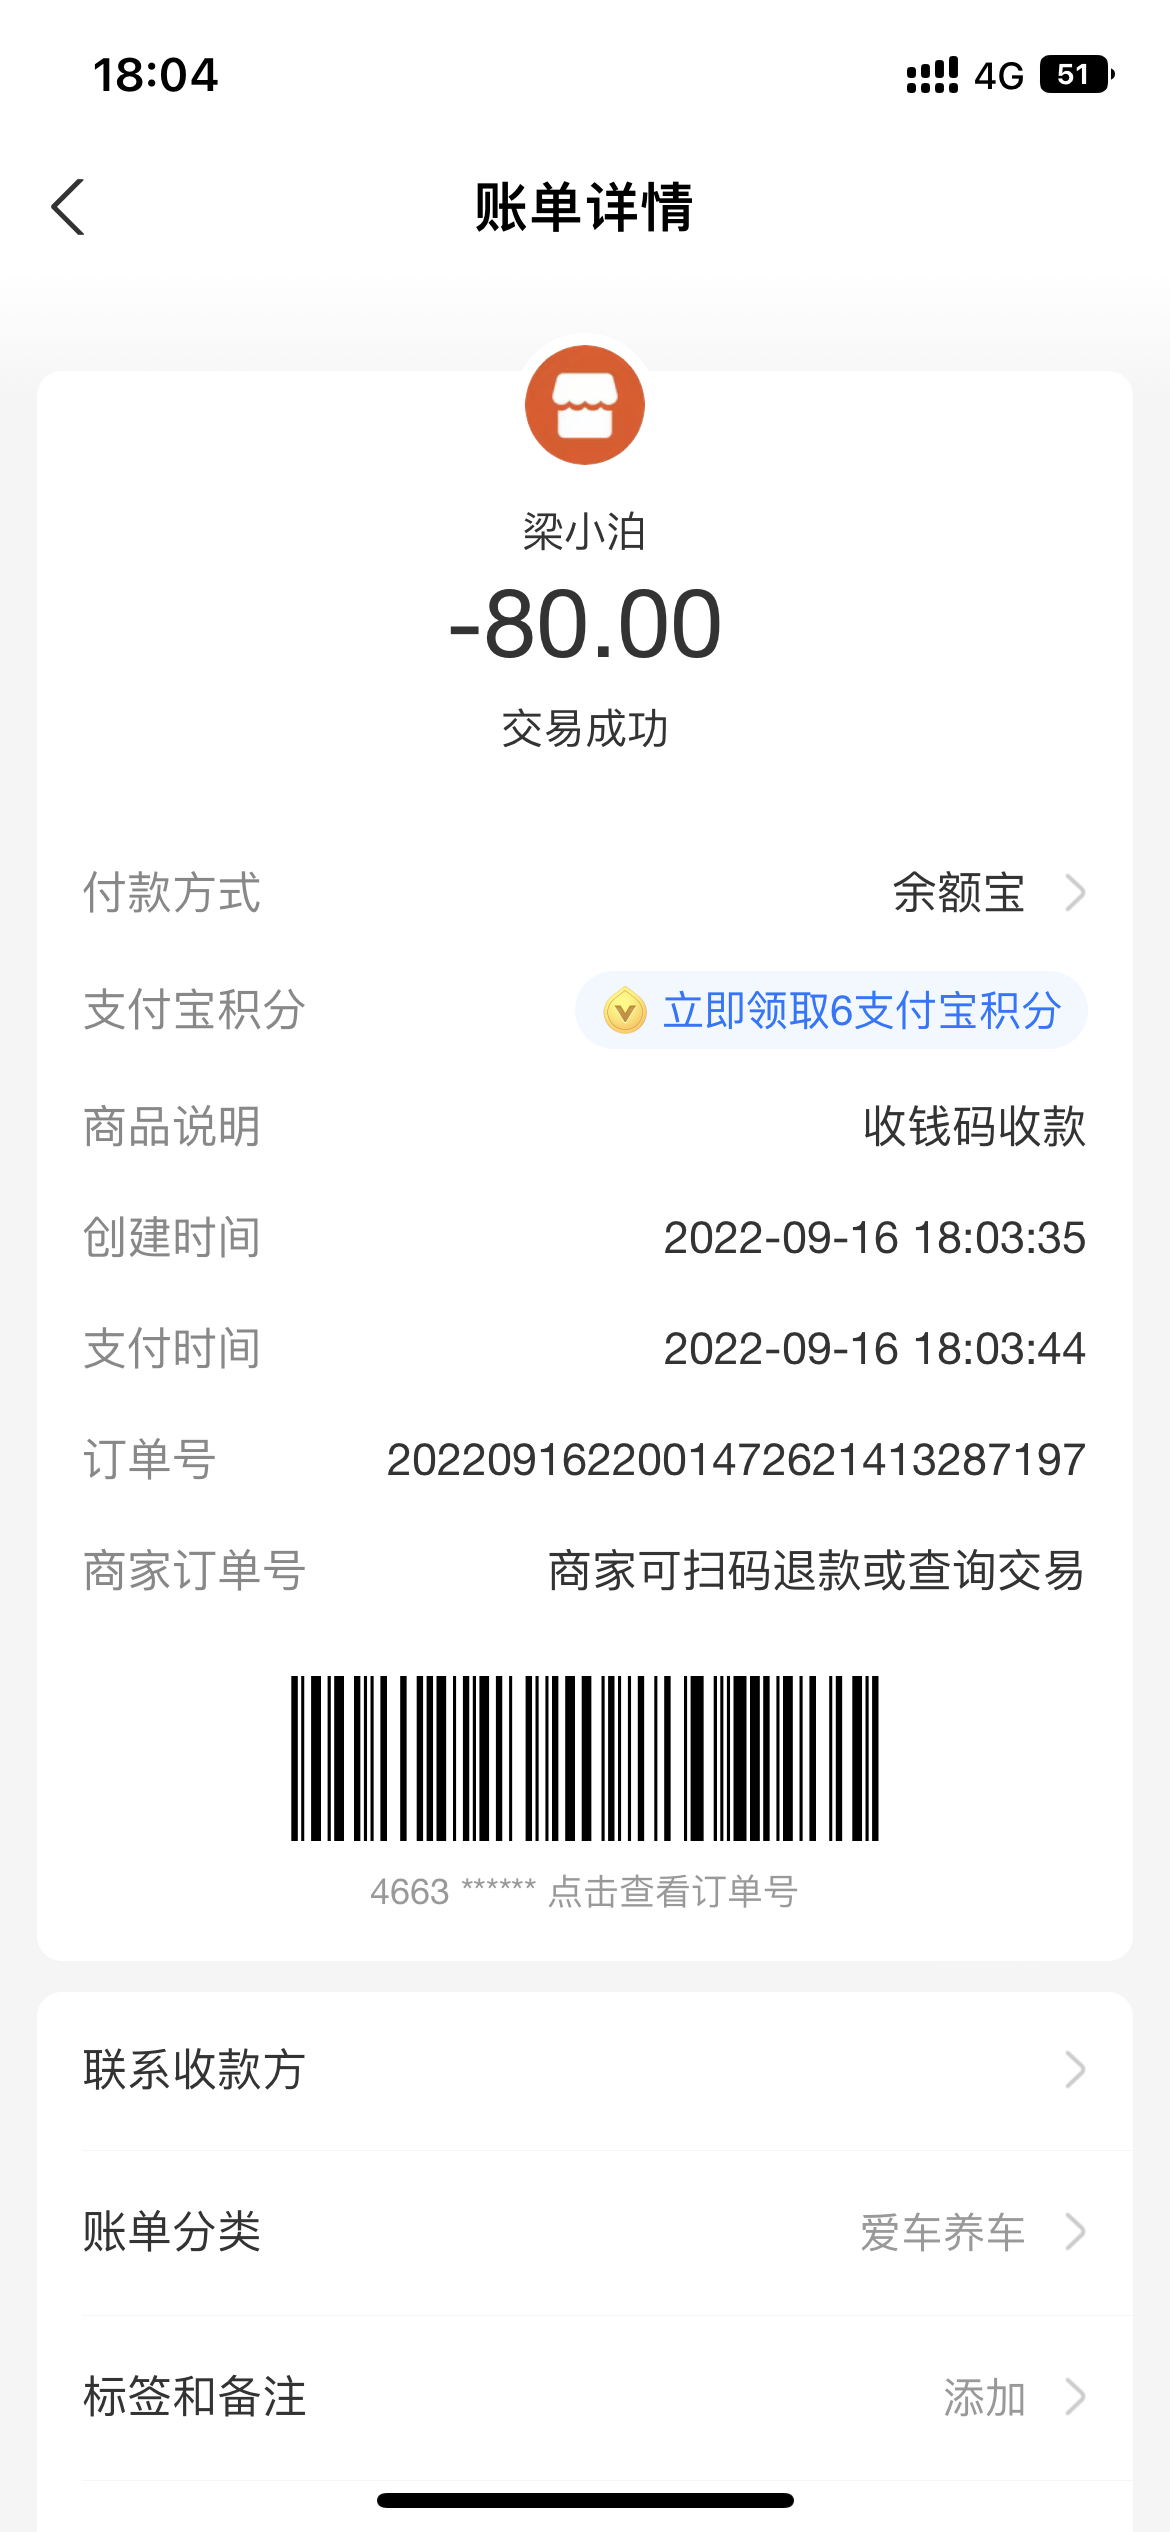 18:04 4G 51
账单详情
梁小泊
-80.00
交易成功
付款方式 余额宝
支付宝积分 立即领取6支付宝积分
商品说明 收钱码收款
创建时间 2022-09-16 18:03:35
支付时间 2022-09-16 18:03:44
订单号 2022091622001472621413287197
商家订单号 商家可扫码退款或查询交易
4663 ****** 点击查看订单号
联系收款方
账单分类 爱车养车
标签和备注 添加